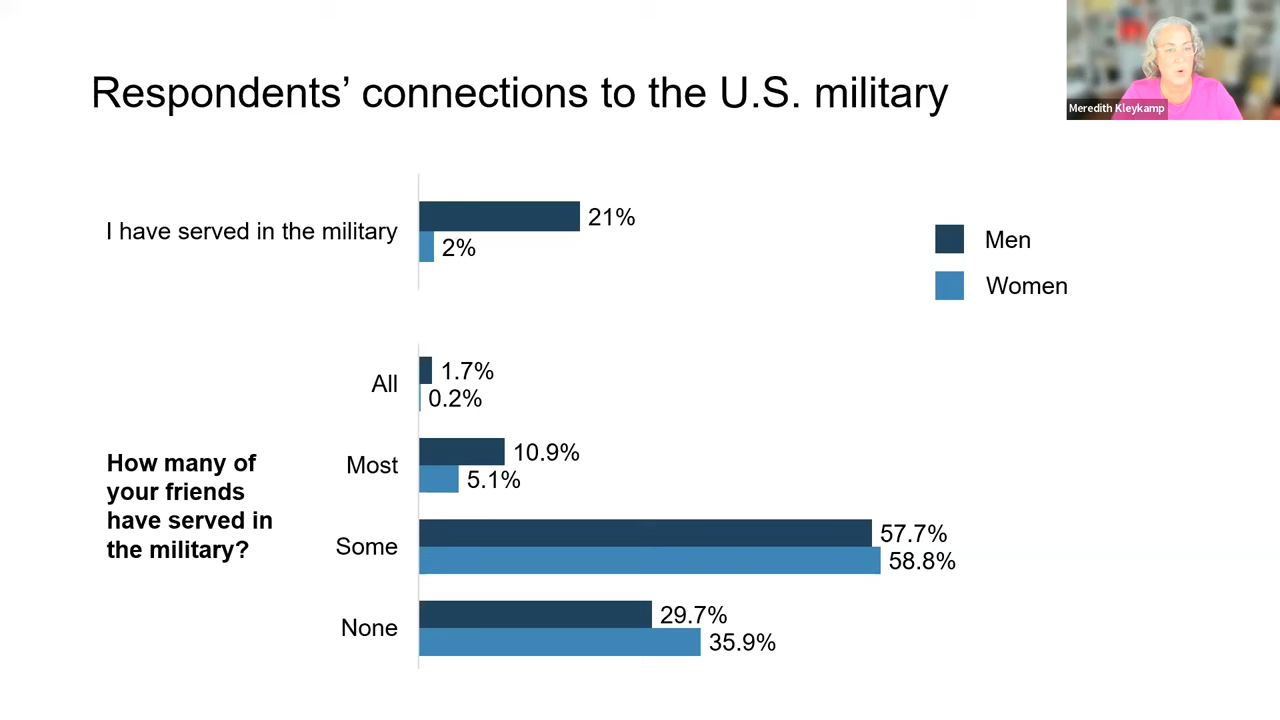 Respondents’ connections to the U.S. military
Meredith Kleykamp
I have served in the military
21%
2%
Men
Women
How many of
your friends
have served in
the military?
All
1.7%
0.2%
Most
10.9%
5.1%
Some
57.7%
58.8%
None
29.7%
35.9%